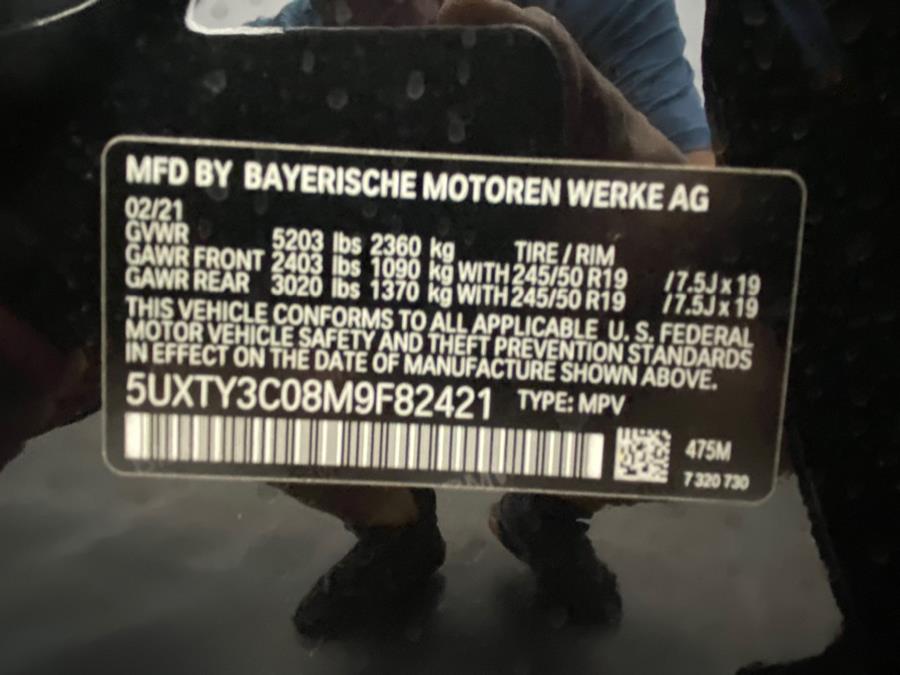 MFD BY BAYERISCHE MOTOREN WERKE AG
02/21
GVWR 5203 lbs 2360 kg TIRE / RIM
GAWR FRONT 2403 lbs 1090 kg WITH 245/50 R19 /7.5J x 19
GAWR REAR 3020 lbs 1370 kg WITH 245/50 R19 /7.5J x 19
THIS VEHICLE CONFORMS TO ALL APPLICABLE U. S. FEDERAL
MOTOR VEHICLE SAFETY AND THEFT PREVENTION STANDARDS
IN EFFECT ON THE DATE OF MANUFACTURE SHOWN ABOVE.
5UXTY3C08M9F82421 TYPE: MPV
475M
7 320 730